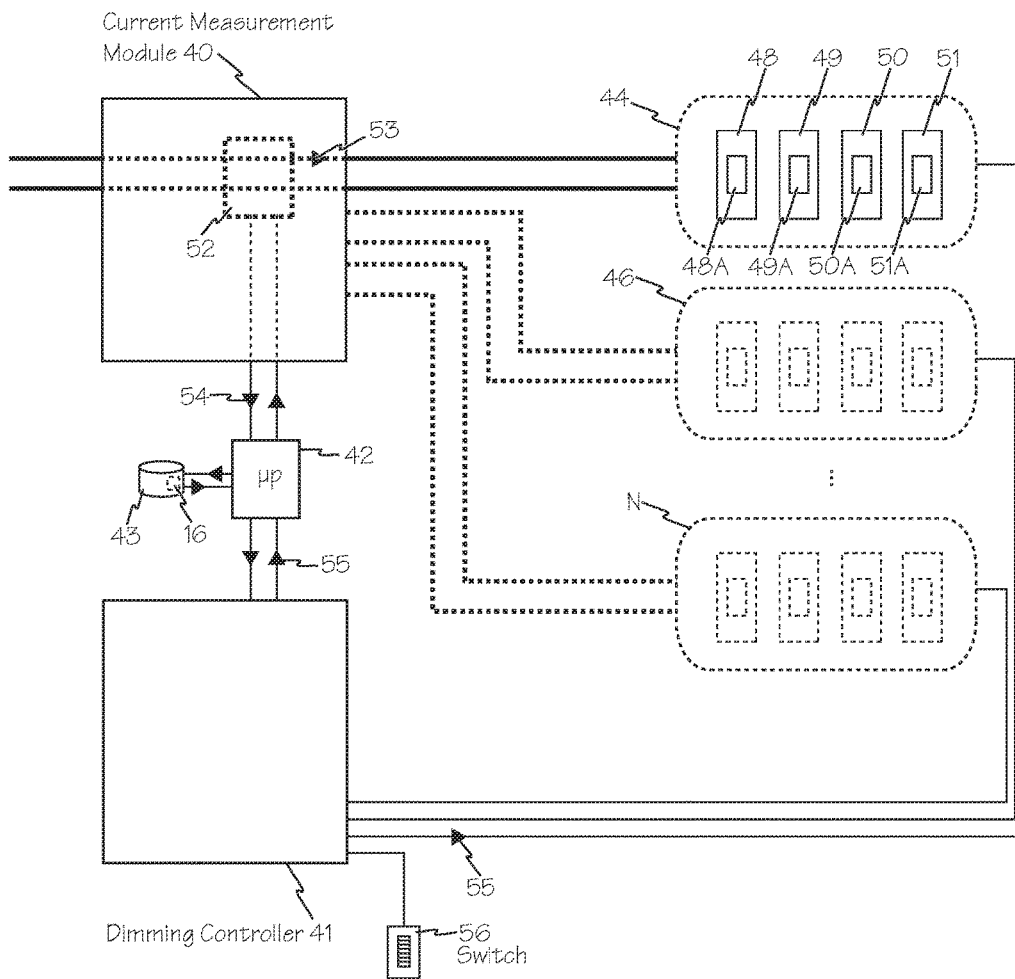 Current Measurement
Module 40
48
49
50
51
44
53
52
48A
49A
50A
51A
46
54
42
µp
43
16
55
N
55
Dimming Controller 41
56
Switch